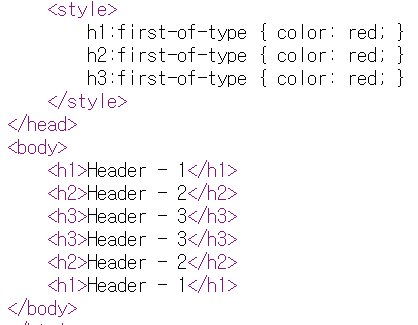 <style>
h1:first-of-type { color: red; }
h2:first-of-type { color: red; }
h3:first-of-type { color: red; }
</style>
</head>
<body>
<h1>Header - 1</h1>
<h2>Header - 2</h2>
<h3>Header - 3</h3>
<h3>Header - 3</h3>
<h2>Header - 2</h2>
<h1>Header - 1</h1>
</body>